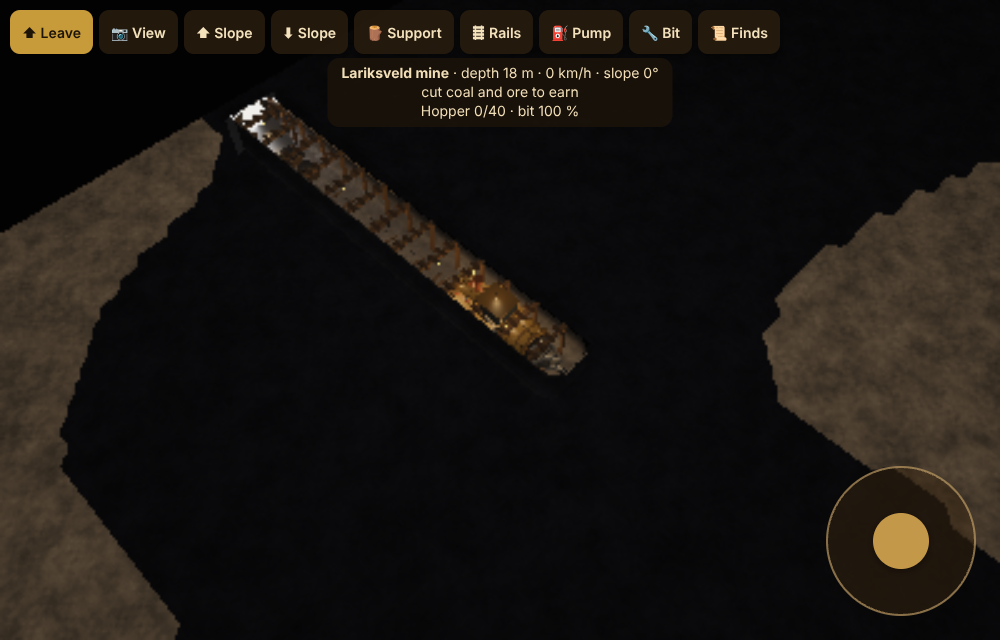 ⬆ Leave
📷 View
⬆ Slope
⬇ Slope
🪵 Support
🛤 Rails
⛽ Pump
🔧 Bit
📜 Finds
Lariksveld mine · depth 18 m · 0 km/h · slope 0°
cut coal and ore to earn
Hopper 0/40 · bit 100 %